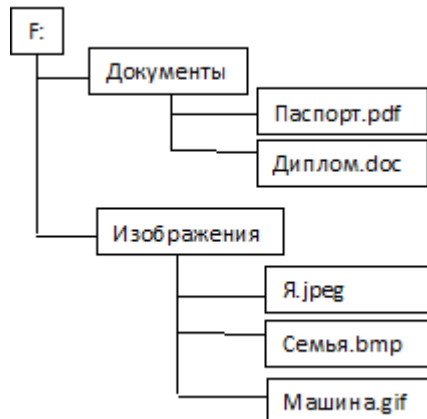 F:
Документы
Паспорт.pdf
Диплом.doc
Изображения
Я.jpeg
Семья.bmp
Машина.gif